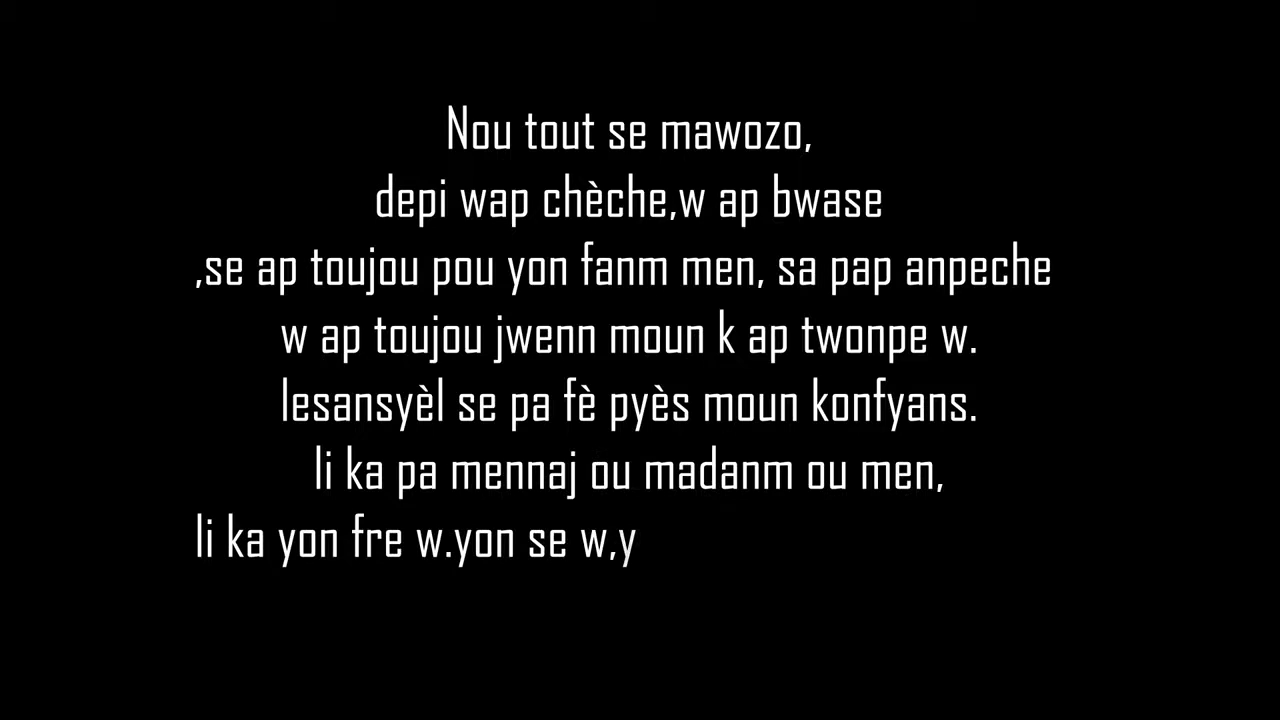 Nou tout se mawozo,
depi wap chèche,w ap bwase
,se ap toujou pou yon fanm men, sa pap anpeche
w ap toujou jwenn moun k ap twonpe w.
lesansyèl se pa fè pyès moun konfyans.
li ka pa mennaj ou madanm ou men,
li ka yon fre w.yon se w,y